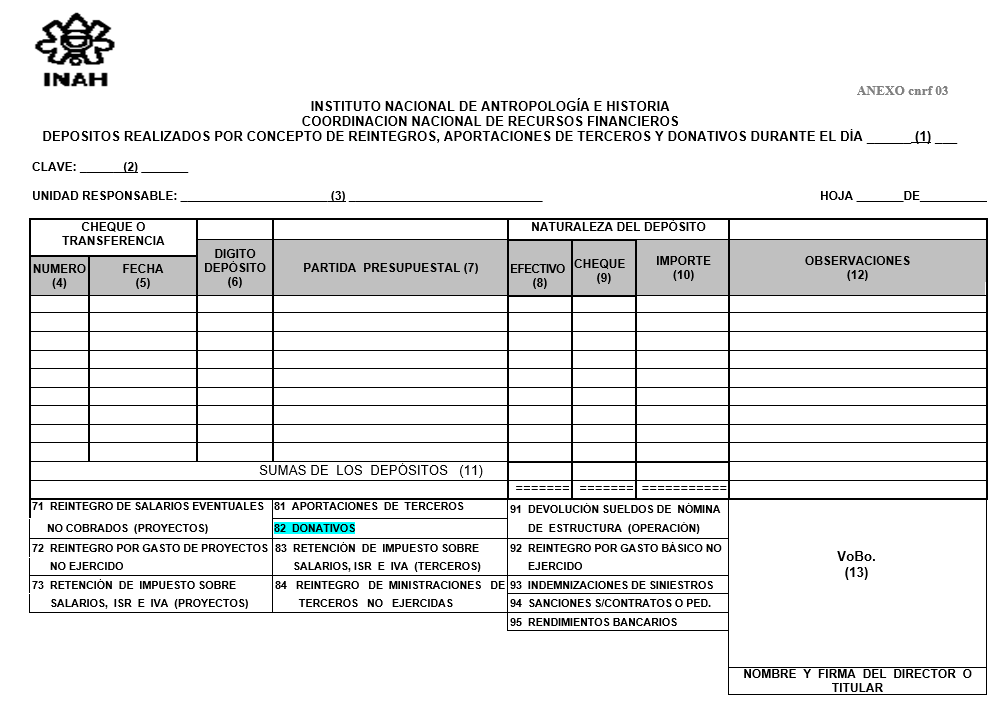 INAH
ANEXO cnrf 03
INSTITUTO NACIONAL DE ANTROPOLOGÍA E HISTORIA
COORDINACION NACIONAL DE RECURSOS FINANCIEROS
DEPOSITOS REALIZADOS POR CONCEPTO DE REINTEGROS, APORTACIONES DE TERCEROS Y DONATIVOS DURANTE EL DÍA ______(1) ___
CLAVE: ______(2) _______
UNIDAD RESPONSABLE: ______________________(3) _____________________________
HOJA _______DE__________
CHEQUE O
TRANSFERENCIA
NUMERO
(4)
FECHA
(5)
DIGITO
DEPÓSITO
(6)
PARTIDA PRESUPUESTAL (7)
NATURALEZA DEL DEPÓSITO
EFECTIVO
(8)
CHEQUE
(9)
IMPORTE
(10)
OBSERVACIONES
(12)
SUMAS DE LOS DEPÓSITOS (11)
======= ======= ===========
71 REINTEGRO DE SALARIOS EVENTUALES
NO COBRADOS (PROYECTOS)
72 REINTEGRO POR GASTO DE PROYECTOS
NO EJERCIDO
73 RETENCIÓN DE IMPUESTO SOBRE
SALARIOS, ISR E IVA (PROYECTOS)
81 APORTACIONES DE TERCEROS
82 DONATIVOS
83 RETENCIÓN DE IMPUESTO SOBRE
SALARIOS, ISR E IVA (TERCEROS)
84 REINTEGRO DE MINISTRACIONES DE
TERCEROS NO EJERCIDAS
91 DEVOLUCIÓN SUELDOS DE NÓMINA
DE ESTRUCTURA (OPERACIÓN)
92 REINTEGRO POR GASTO BÁSICO NO
EJERCIDO
93 INDEMNIZACIONES DE SINIESTROS
94 SANCIONES S/CONTRATOS O PED.
95 RENDIMIENTOS BANCARIOS
VoBo.
(13)
NOMBRE Y FIRMA DEL DIRECTOR O
TITULAR